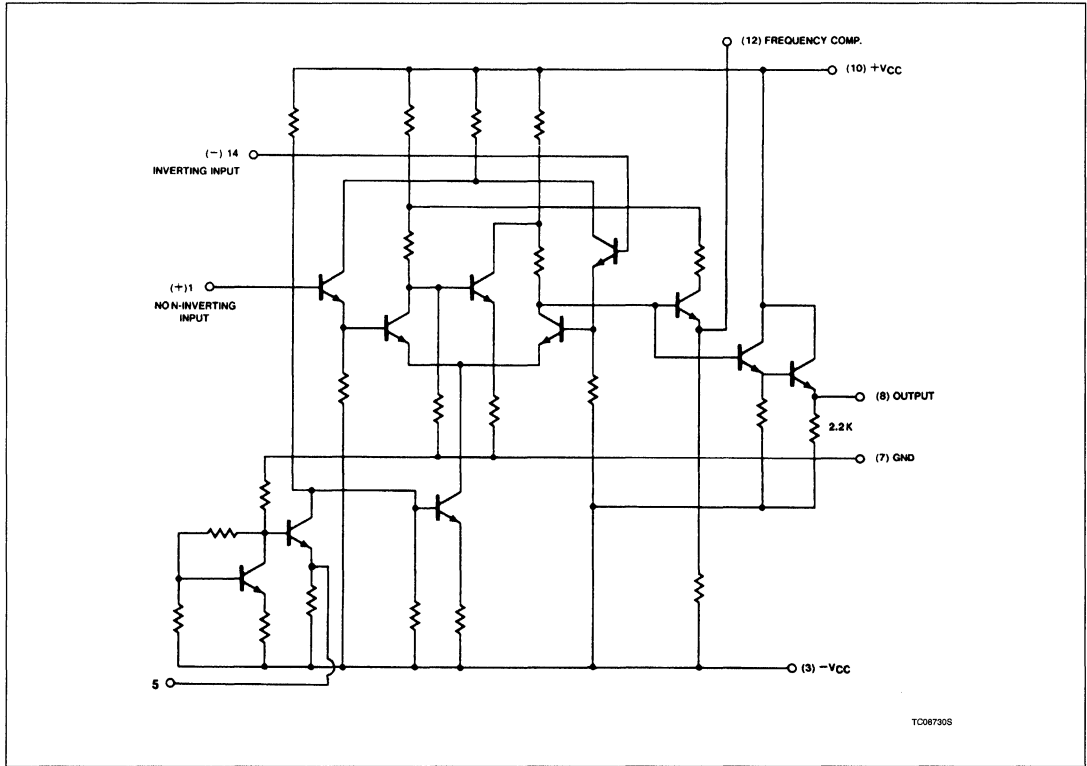 (12) FREQUENCY COMP.
(10) +VCC
(−) 14
INVERTING INPUT
(+)1
NON-INVERTING
INPUT
(8) OUTPUT
2.2K
(7) GND
(3) −VCC
5
TC08730S